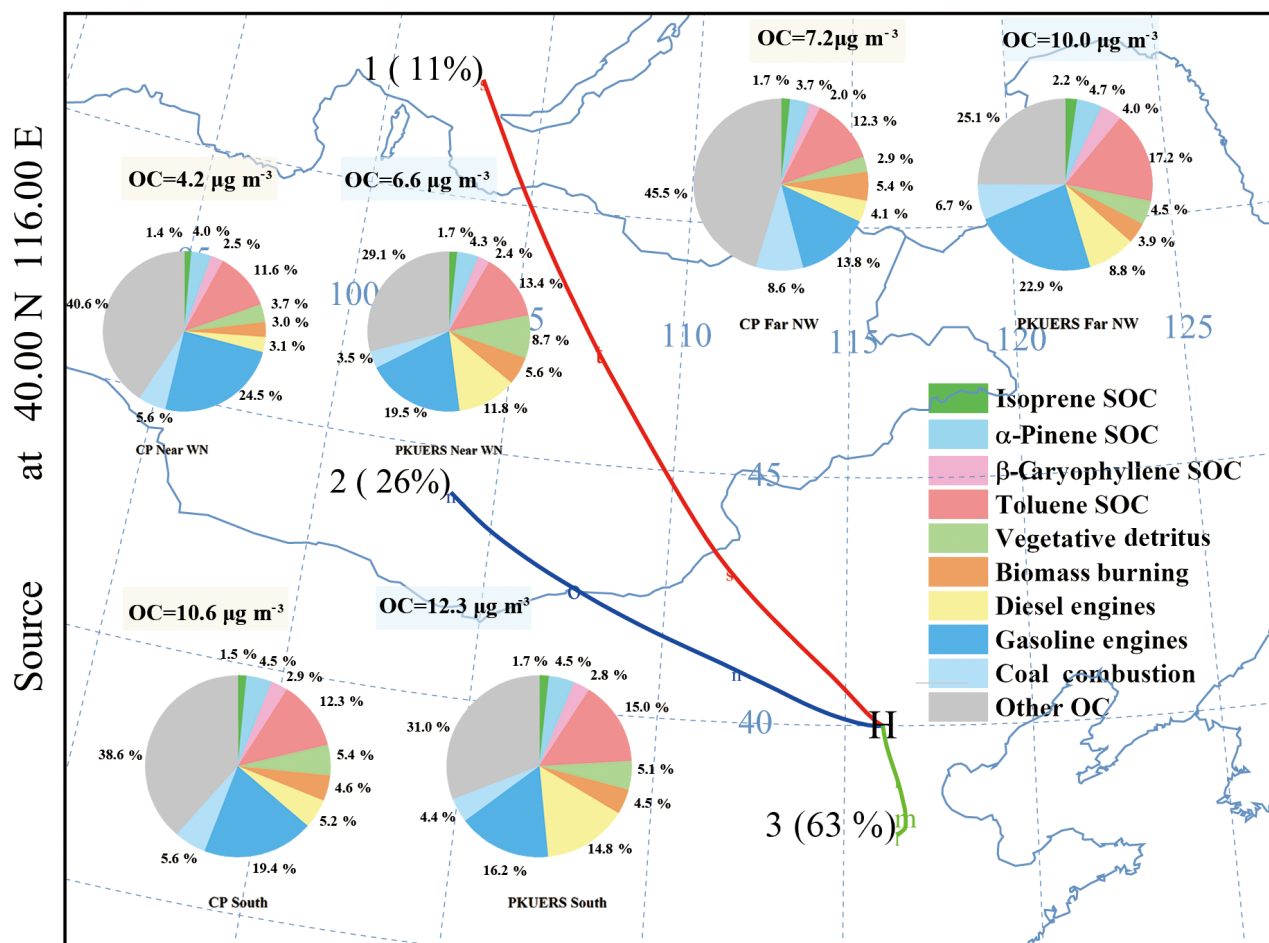 Source at 40.00 N 116.00 E
1 ( 11%)
OC=7.2μg m⁻³
1.7 %
3.7 %
2.0 %
12.3 %
2.9 %
5.4 %
4.1 %
13.8 %
8.6 %
45.5 %
CP Far NW
OC=10.0 μg m⁻³
2.2 %
4.7 %
4.0 %
17.2 %
4.5 %
3.9 %
8.8 %
22.9 %
6.7 %
25.1 %
PKUERS Far NW
OC=4.2 μg m⁻³
1.4 %
4.0 %
2.5 %
11.6 %
3.7 %
3.0 %
3.1 %
24.5 %
5.6 %
40.6 %
CP Near WN
OC=6.6 μg m⁻³
1.7 %
4.3 %
2.4 %
13.4 %
8.7 %
5.6 %
11.8 %
19.5 %
3.5 %
29.1 %
PKUERS Near WN
100
110
115
120
125
45
40
2 ( 26%)
Isoprene SOC
α-Pinene SOC
β-Caryophyllene SOC
Toluene SOC
Vegetative detritus
Biomass burning
Diesel engines
Gasoline engines
Coal combustion
Other OC
H
3 (63 %)
OC=10.6 μg m⁻³
1.5 %
4.5 %
2.9 %
12.3 %
5.4 %
4.6 %
5.2 %
19.4 %
5.6 %
38.6 %
CP South
OC=12.3 μg m⁻³
1.7 %
4.5 %
2.8 %
15.0 %
5.1 %
4.5 %
14.8 %
16.2 %
4.4 %
31.0 %
PKUERS South